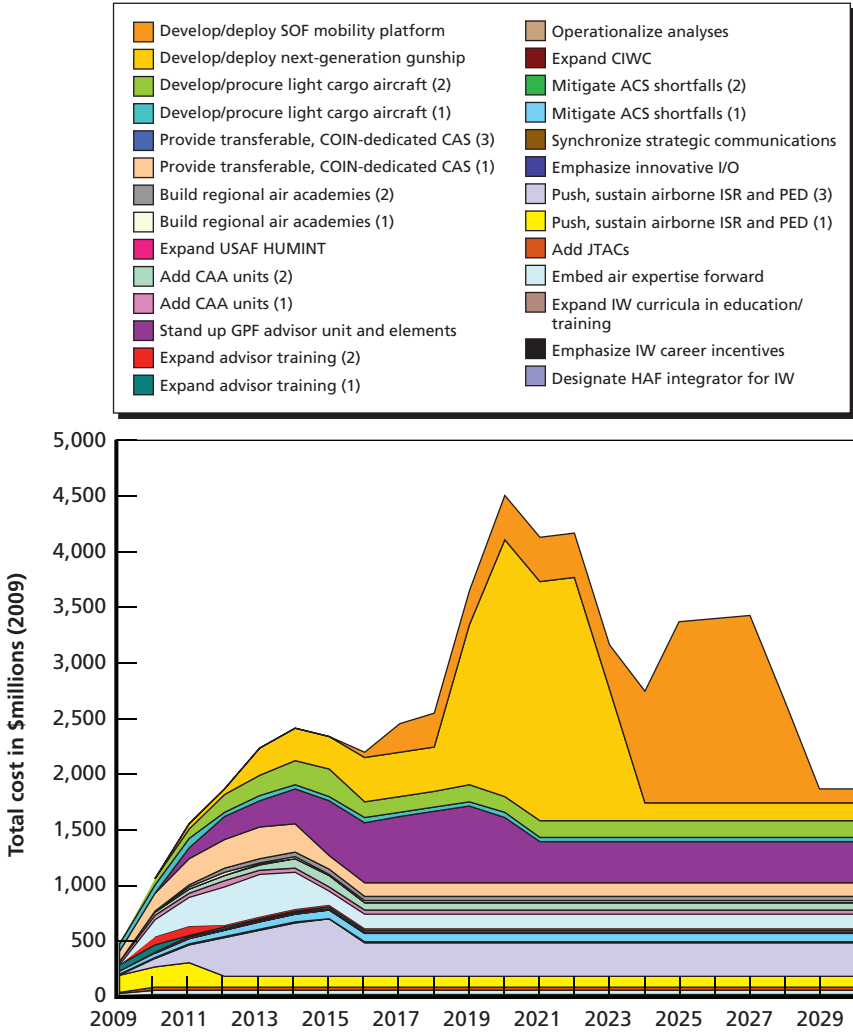 Develop/deploy SOF mobility platform
Develop/deploy next-generation gunship
Develop/procure light cargo aircraft (2)
Develop/procure light cargo aircraft (1)
Provide transferable, COIN-dedicated CAS (3)
Provide transferable, COIN-dedicated CAS (1)
Build regional air academies (2)
Build regional air academies (1)
Expand USAF HUMINT
Add CAA units (2)
Add CAA units (1)
Stand up GPF advisor unit and elements
Expand advisor training (2)
Expand advisor training (1)
Operationalize analyses
Expand CIWC
Mitigate ACS shortfalls (2)
Mitigate ACS shortfalls (1)
Synchronize strategic communications
Emphasize innovative I/O
Push, sustain airborne ISR and PED (3)
Push, sustain airborne ISR and PED (1)
Add JTACs
Embed air expertise forward
Expand IW curricula in education/
training
Emphasize IW career incentives
Designate HAF integrator for IW
Total cost in $millions (2009)
5,000
4,500
4,000
3,500
3,000
2,500
2,000
1,500
1,000
500
0
2009 2011 2013 2015 2017 2019 2021 2023 2025 2027 2029